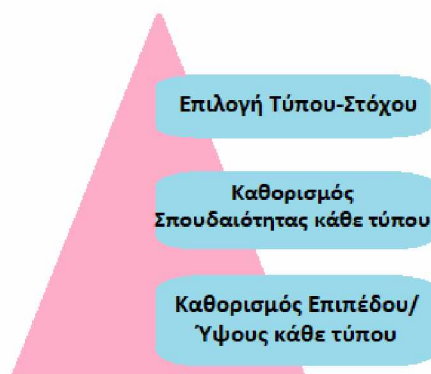 Επιλογή Τύπου-Στόχου
Καθορισμός
Σπουδαιότητας κάθε τύπου
Καθορισμός Επιπέδου/
Ύψους κάθε τύπου